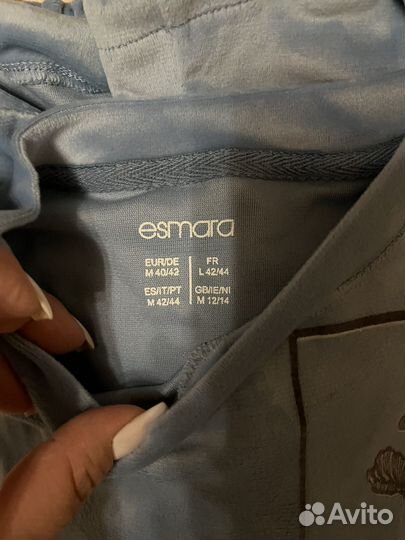 esmara
EUR/DE FR
M 40/42 L 42/44
ES/IT/PT GB/IE/NI
M 42/44 M 12/14
Avito